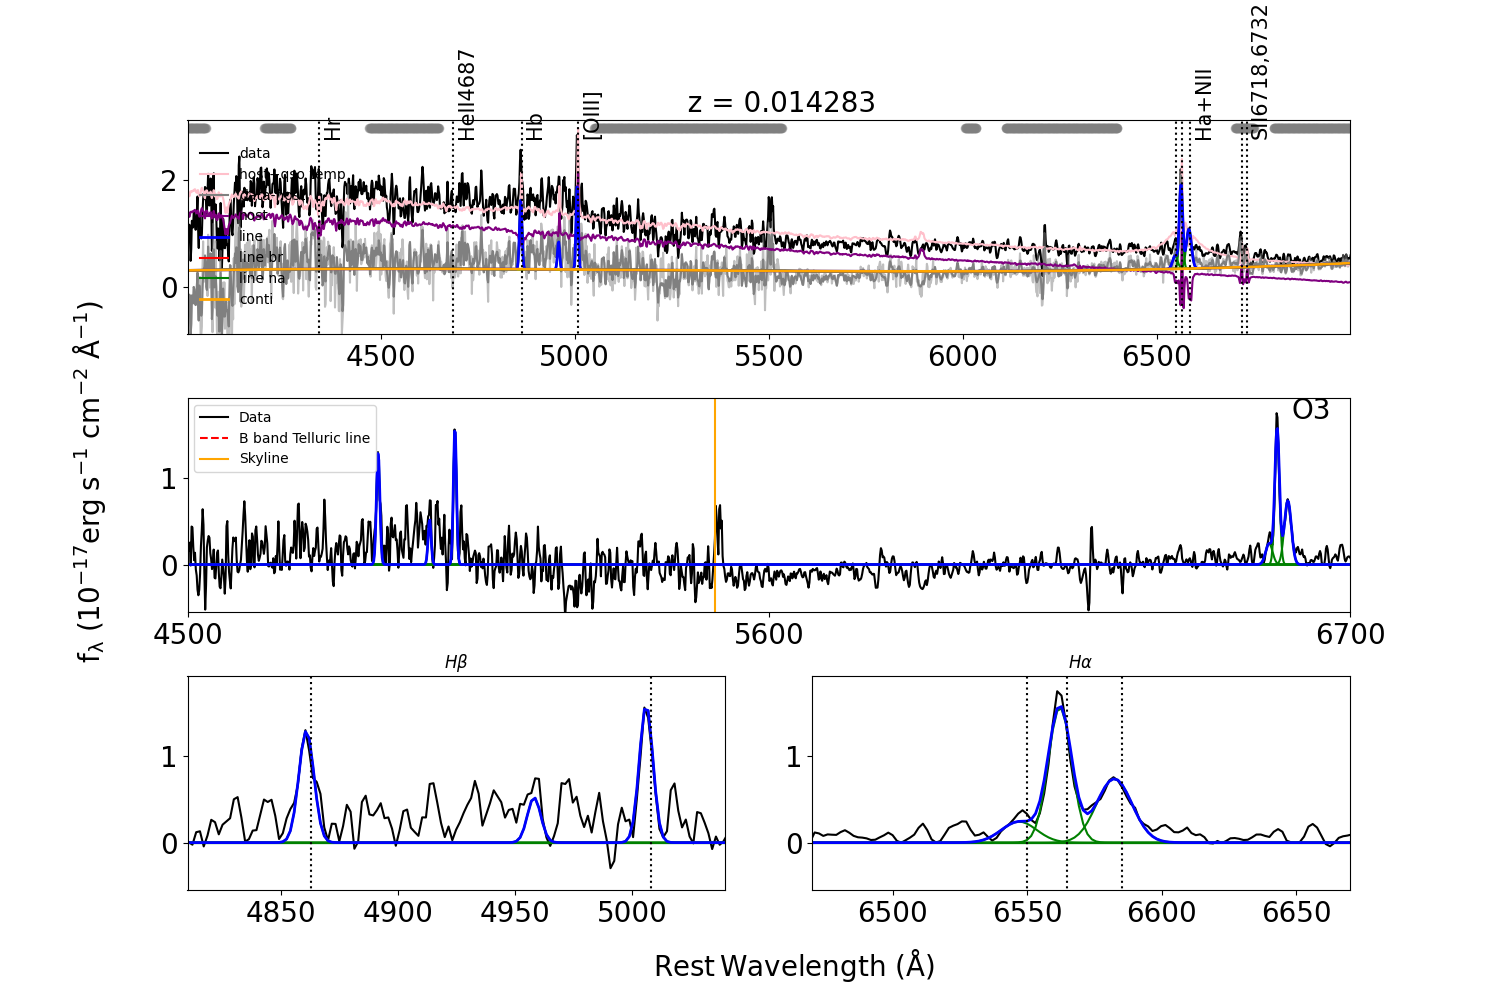 z = 0.014283
Hr
HeII4687
Hb
[OIII]
Ha+NII
SII6718,6732
data
host+qso temp
host
line
line br
line na
conti
2
0
4500
5000
5500
6000
6500
O3
Data
B band Telluric line
Skyline
1
0
4500
5600
6700
fλ (10⁻¹⁷erg s⁻¹ cm⁻² Å⁻¹)
Hβ
1
0
4850
4900
4950
5000
Hα
1
0
6500
6550
6600
6650
Rest Wavelength (Å)